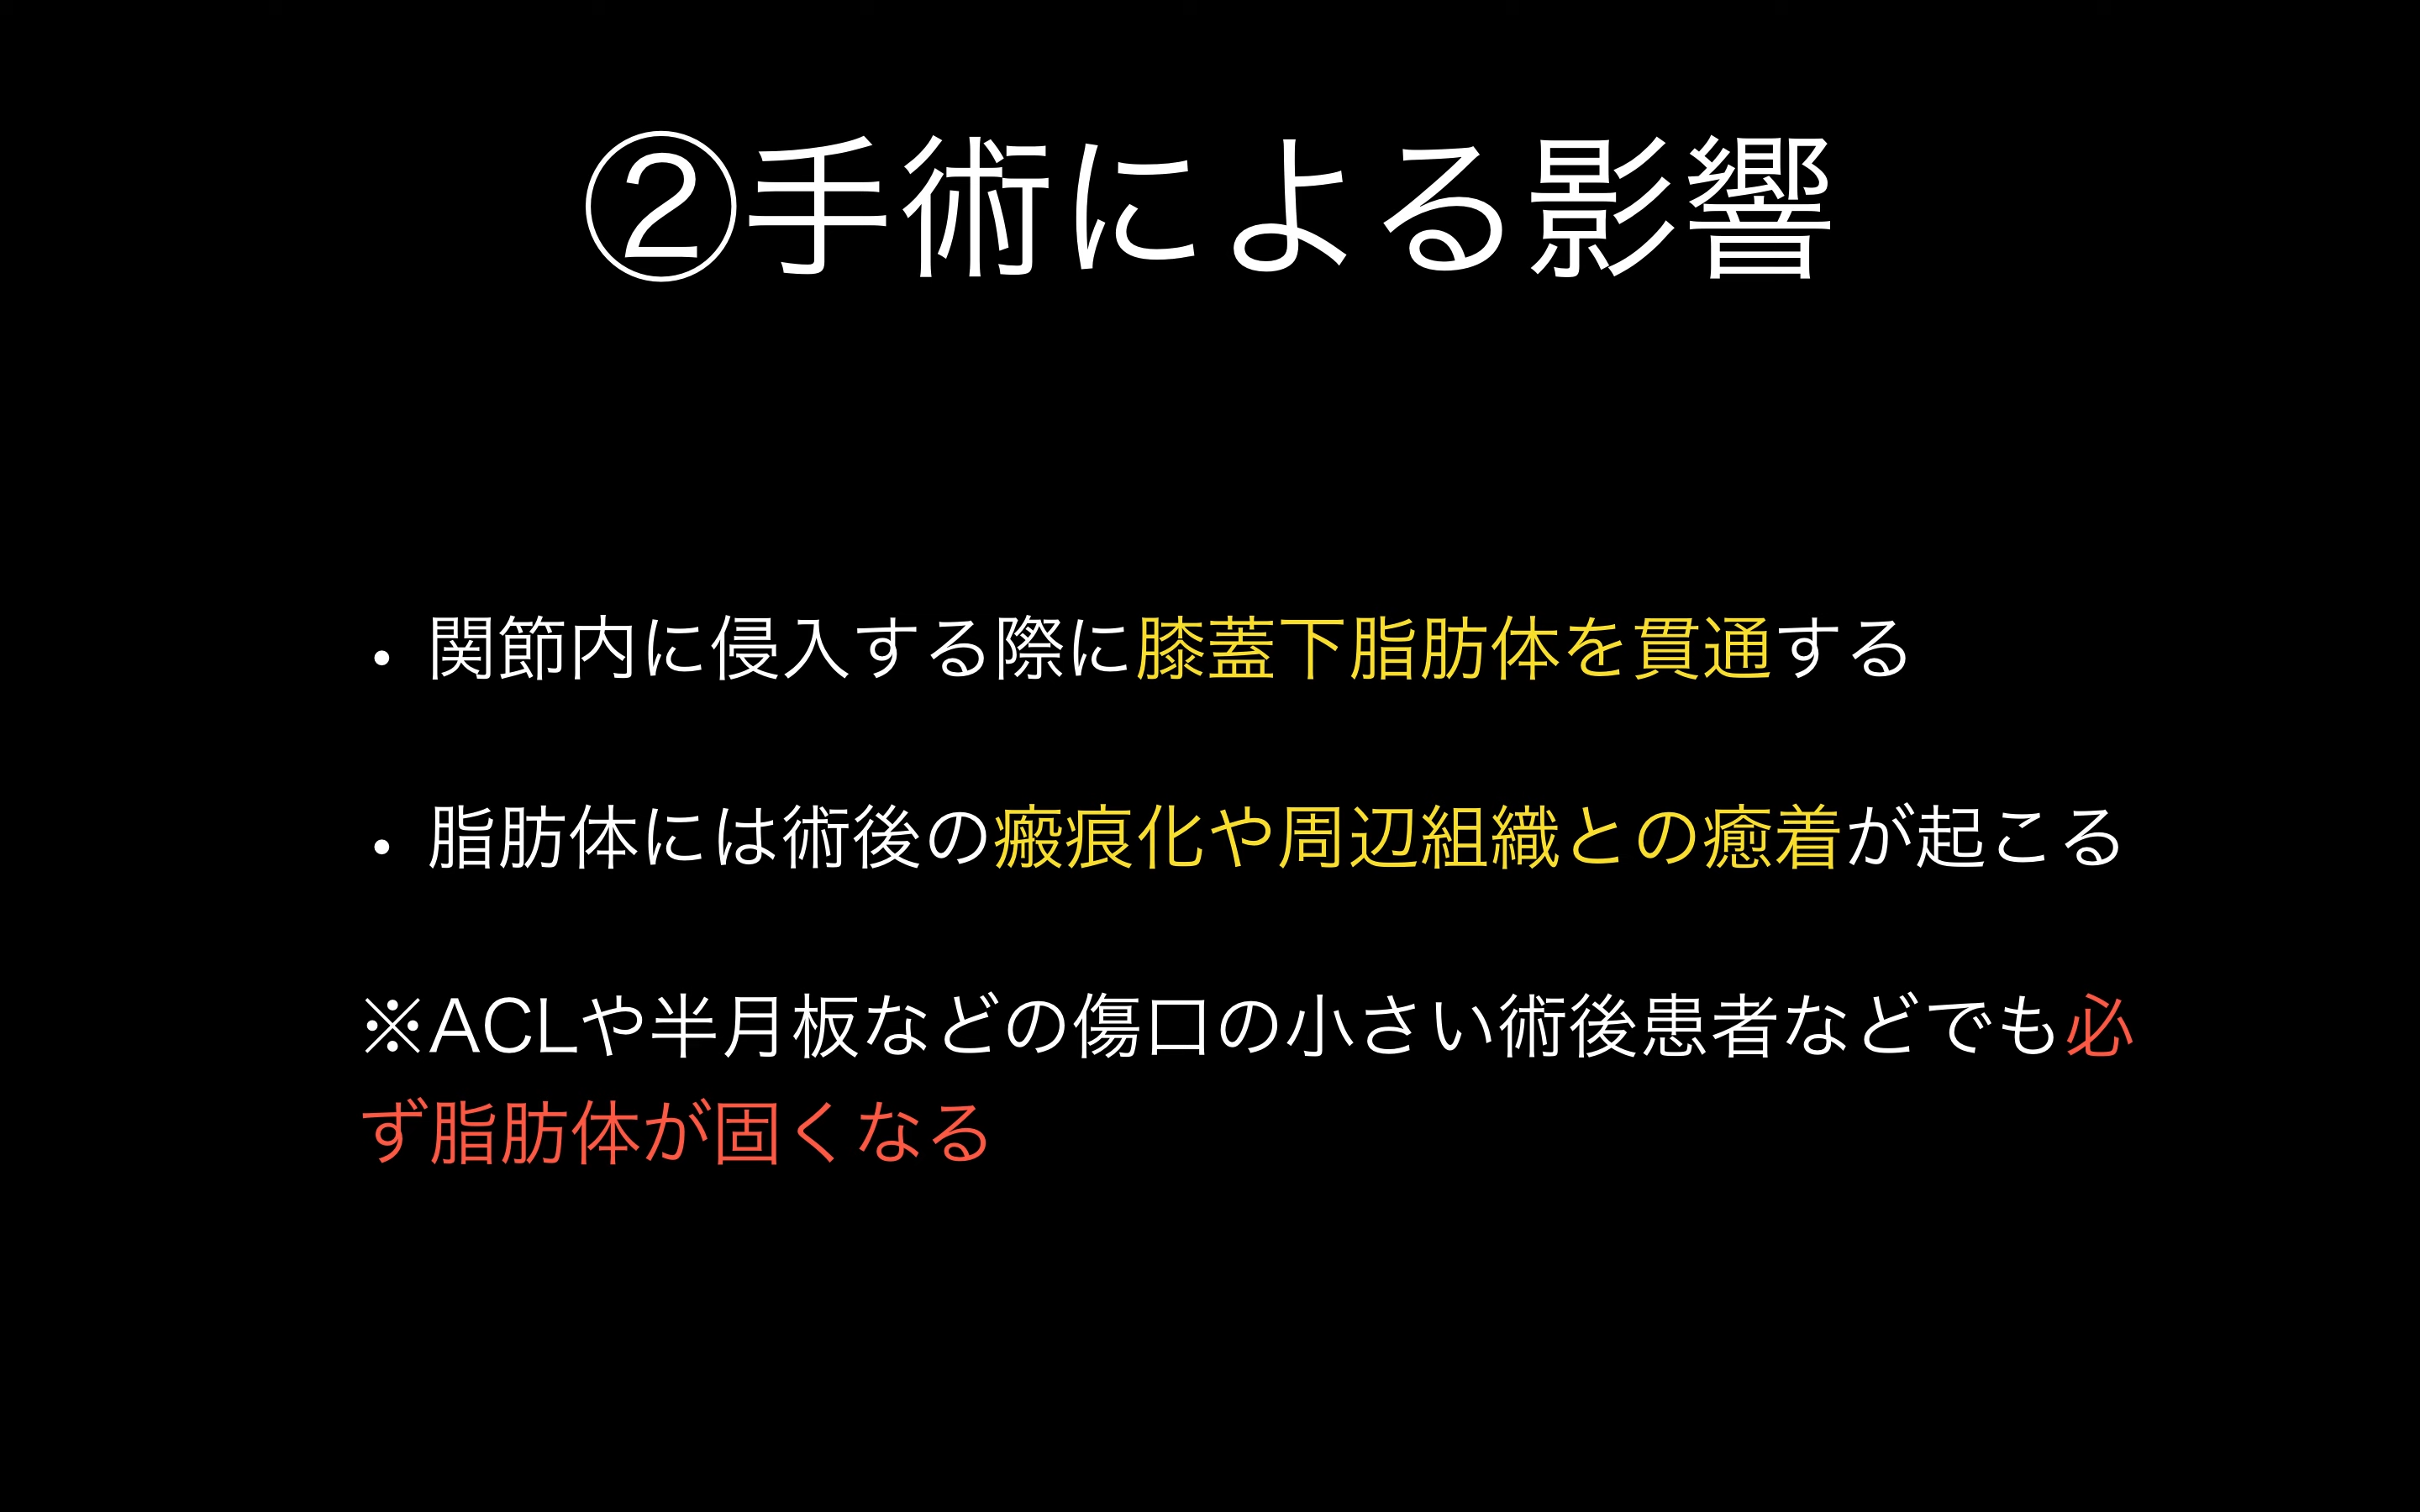 ②手術による影響
• 関節内に侵入する際に膝蓋下脂肪体を貫通する
• 脂肪体には術後の瘢痕化や周辺組織との癒着が起こる
※ACLや半月板などの傷口の小さい術後患者などでも必
ず脂肪体が固くなる